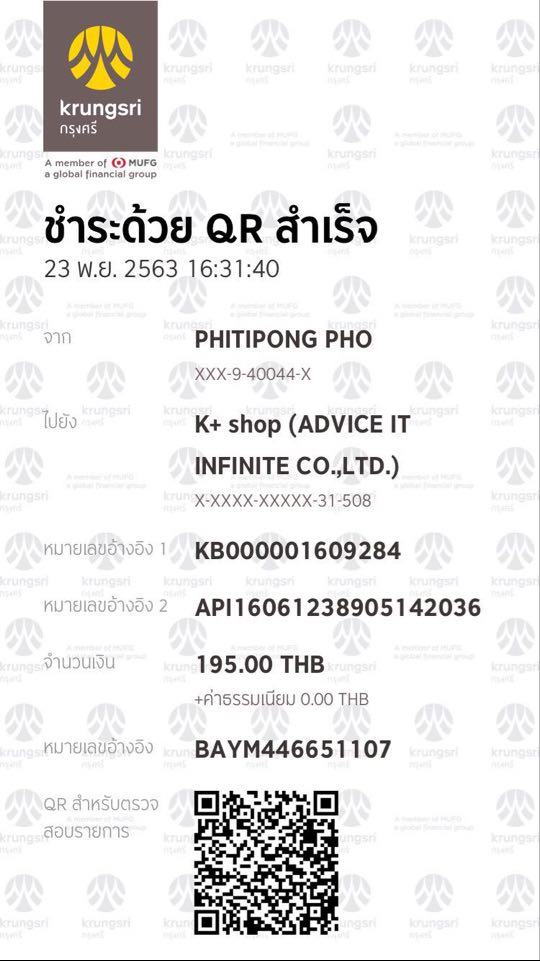 krungsri
กรุงศรี
A member of MUFG
a global financial group
ชำระด้วย QR สำเร็จ
23 พ.ย. 2563 16:31:40
จาก
PHITIPONG PHO
XXX-9-40044-X
ไปยัง
K+ shop (ADVICE IT
INFINITE CO.,LTD.)
X-XXXX-XXXXX-31-508
หมายเลขอ้างอิง 1
KB000001609284
หมายเลขอ้างอิง 2
API16061238905142036
จำนวนเงิน
195.00 THB
+ค่าธรรมเนียม 0.00 THB
หมายเลขอ้างอิง
BAYM446651107
QR สำหรับตรวจ
สอบรายการ